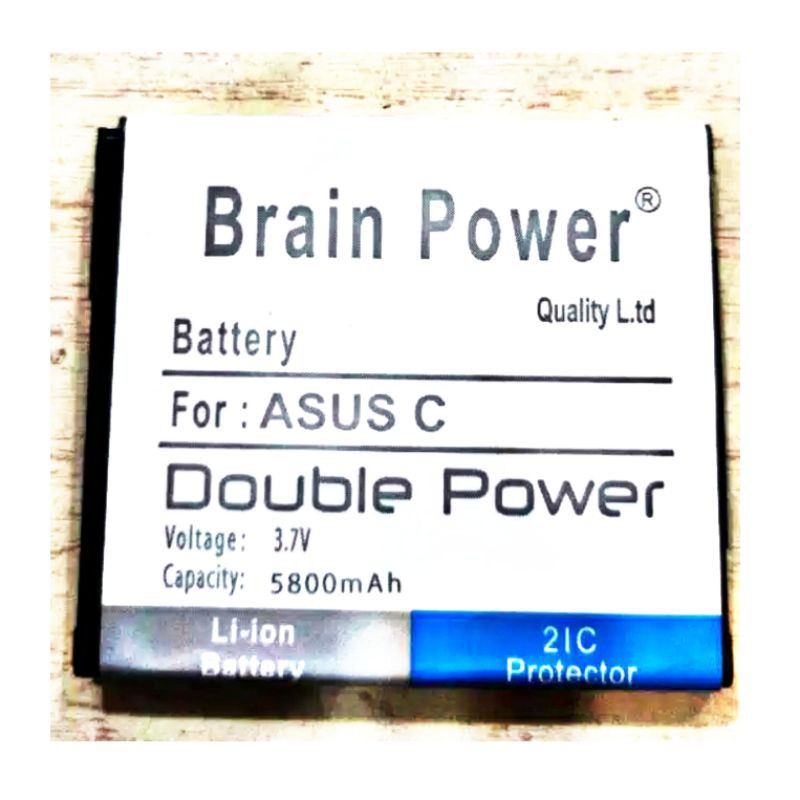 Brain Power®
Quality L.td
Battery
For : ASUS C
Double Power
Voltage: 3.7V
Capacity: 5800mAh
Li-ion
Battery
2IC
Protector